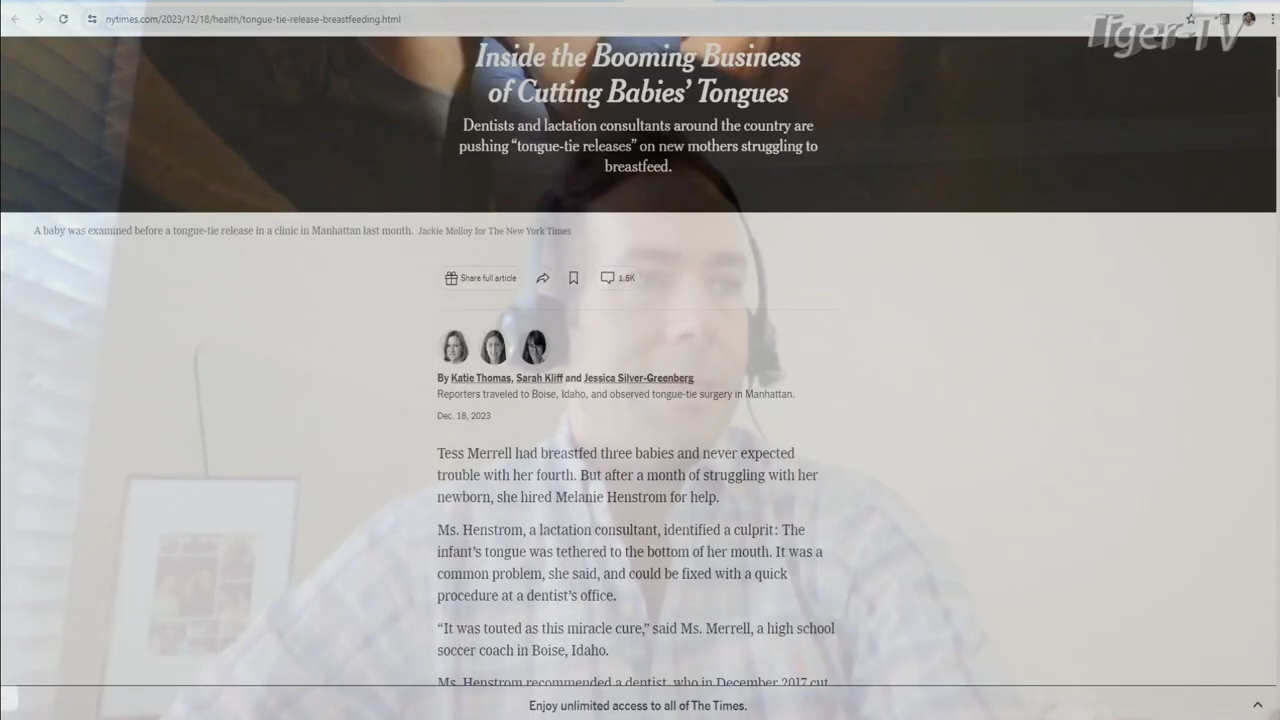 nytimes.com/2023/12/18/health/tongue-tie-release-breastfeeding.html
Tiger-TV
Inside the Booming Business
of Cutting Babies’ Tongues
Dentists and lactation consultants around the country are
pushing “tongue-tie releases” on new mothers struggling to
breastfeed.
A baby was examined before a tongue-tie release in a clinic in Manhattan last month. Jackie Molloy for The New York Times
Share full article
1.5K
By Katie Thomas, Sarah Kliff and Jessica Silver-Greenberg
Reporters traveled to Boise, Idaho, and observed tongue-tie surgery in Manhattan.
Dec. 18, 2023
Tess Merrell had breastfed three babies and never expected
trouble with her fourth. But after a month of struggling with her
newborn, she hired Melanie Henstrom for help.
Ms. Henstrom, a lactation consultant, identified a culprit: The
infant’s tongue was tethered to the bottom of her mouth. It was a
common problem, she said, and could be fixed with a quick
procedure at a dentist’s office.
“It was touted as this miracle cure,” said Ms. Merrell, a high school
soccer coach in Boise, Idaho.
Ms. Henstrom recommended a dentist, who in December 2017 cut
Enjoy unlimited access to all of The Times.